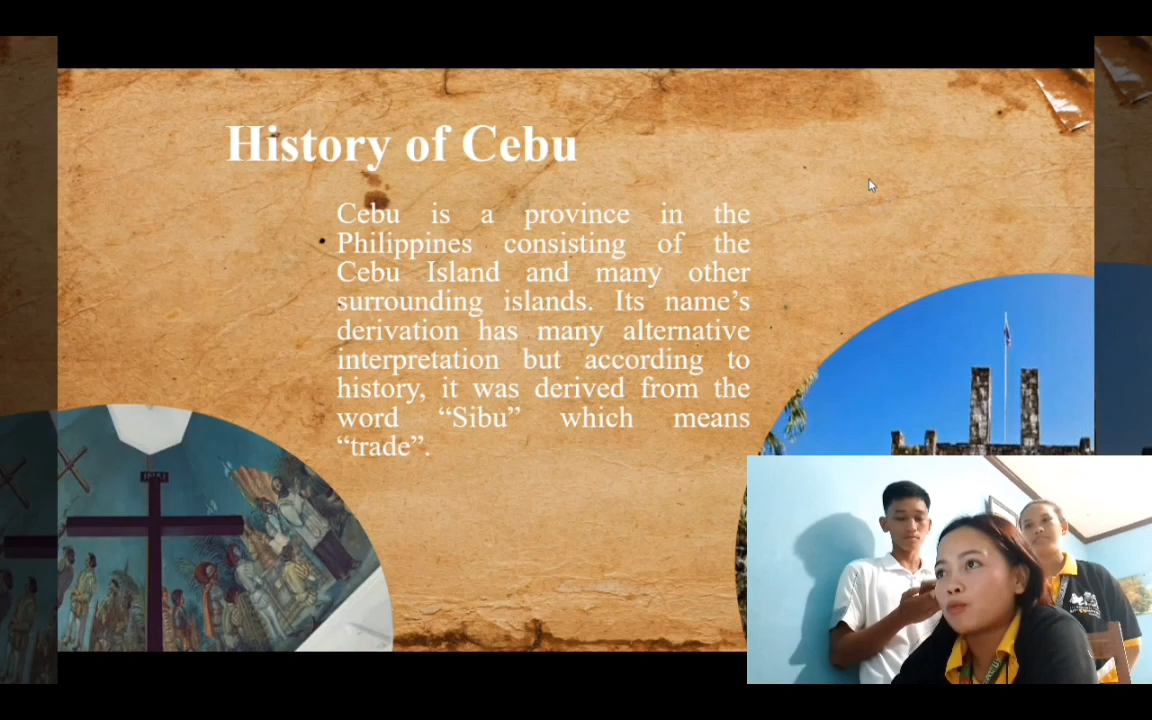 History of Cebu
Cebu is a province in the
Philippines consisting of the
Cebu Island and many other
surrounding islands. Its name’s
derivation has many alternative
interpretation but according to
history, it was derived from the
word “Sibu” which means
“trade”.
INRI